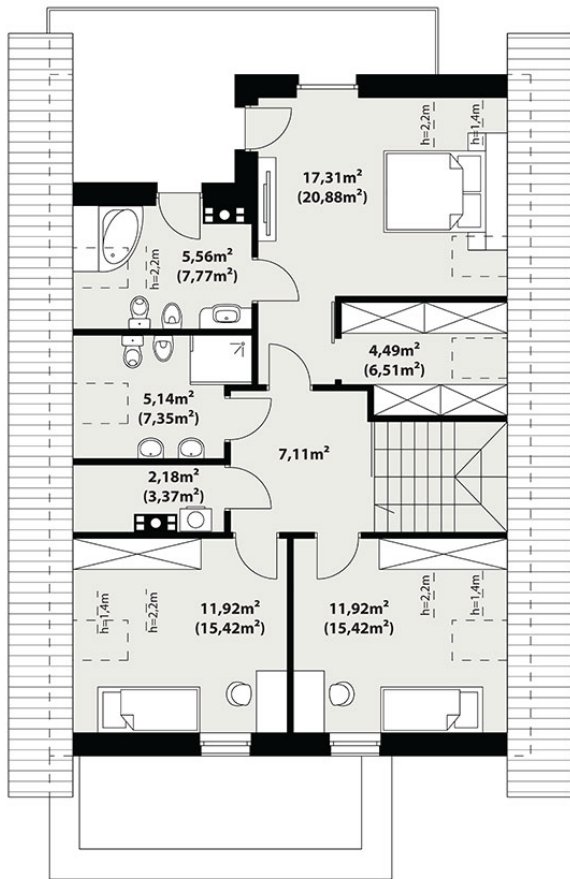 h=2,2m
h=1,4m
17,31m²
(20,88m²)
5,56m²
(7,77m²)
h=2,2m
4,49m²
(6,51m²)
5,14m²
(7,35m²)
7,11m²
2,18m²
(3,37m²)
h=1,4m
h=2,2m
11,92m²
(15,42m²)
11,92m²
(15,42m²)
h=2,2m
h=1,4m